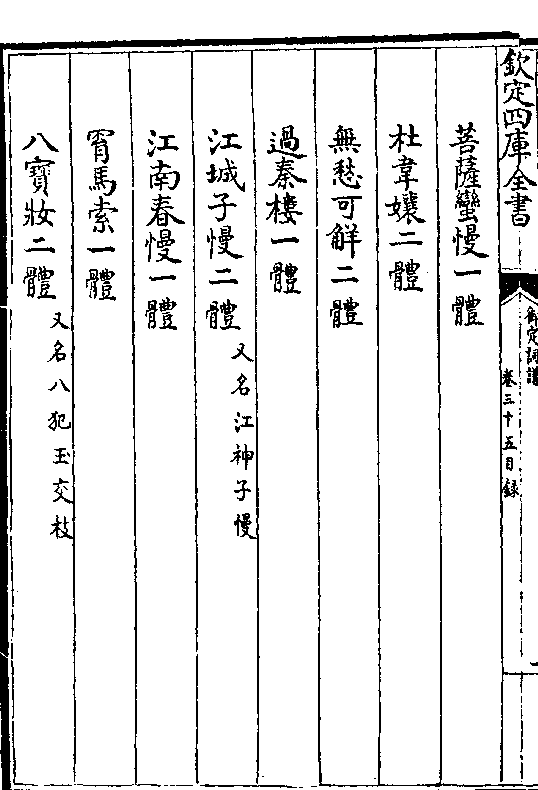 欽定四庫全書
御定詞譜
卷三十五目録
菩薩蠻慢一體
杜韋孃二體
無愁可解二體
過秦樓一體
江城子慢二體 又名江神子慢
江南春慢一體
罥馬索一體
八寶妝二體 又名八犯玉交枝